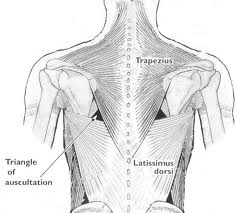 Trapezius
Triangle
of
auscultation
Latissimus
dorsi